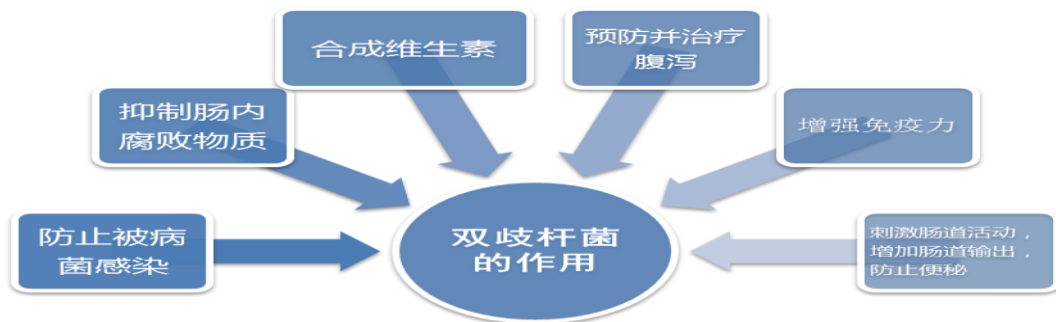 合成维生素
预防并治疗
腹泻
抑制肠内
腐败物质
增强免疫力
防止被病
菌感染
双歧杆菌
的作用
刺激肠道活动，
增加肠道输出，
防止便秘